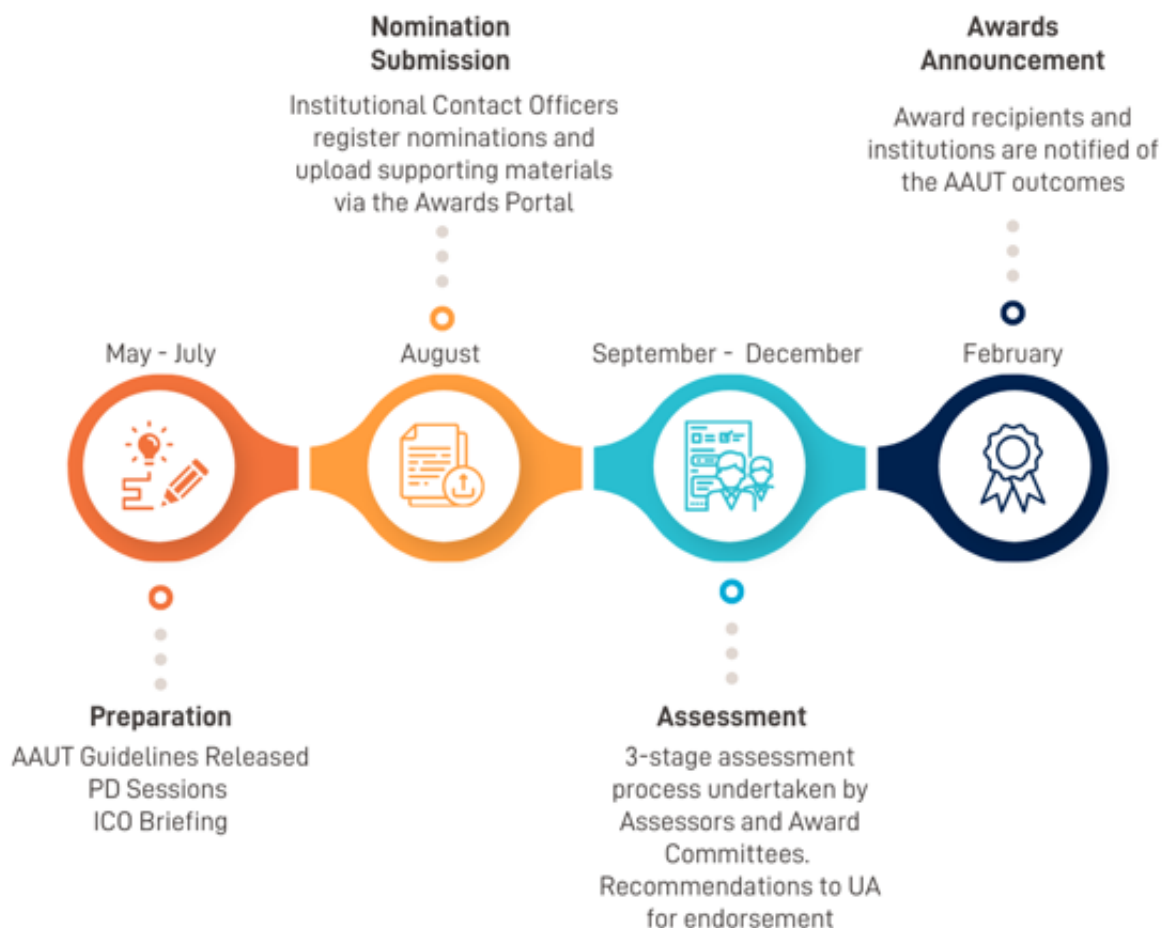 Nomination
Submission
Institutional Contact Officers
register nominations and
upload supporting materials
via the Awards Portal
Awards
Announcement
Award recipients and
institutions are notified of
the AAUT outcomes
May - July
August
September - December
February
Preparation
AAUT Guidelines Released
PD Sessions
ICO Briefing
Assessment
3-stage assessment
process undertaken by
Assessors and Award
Committees.
Recommendations to UA
for endorsement